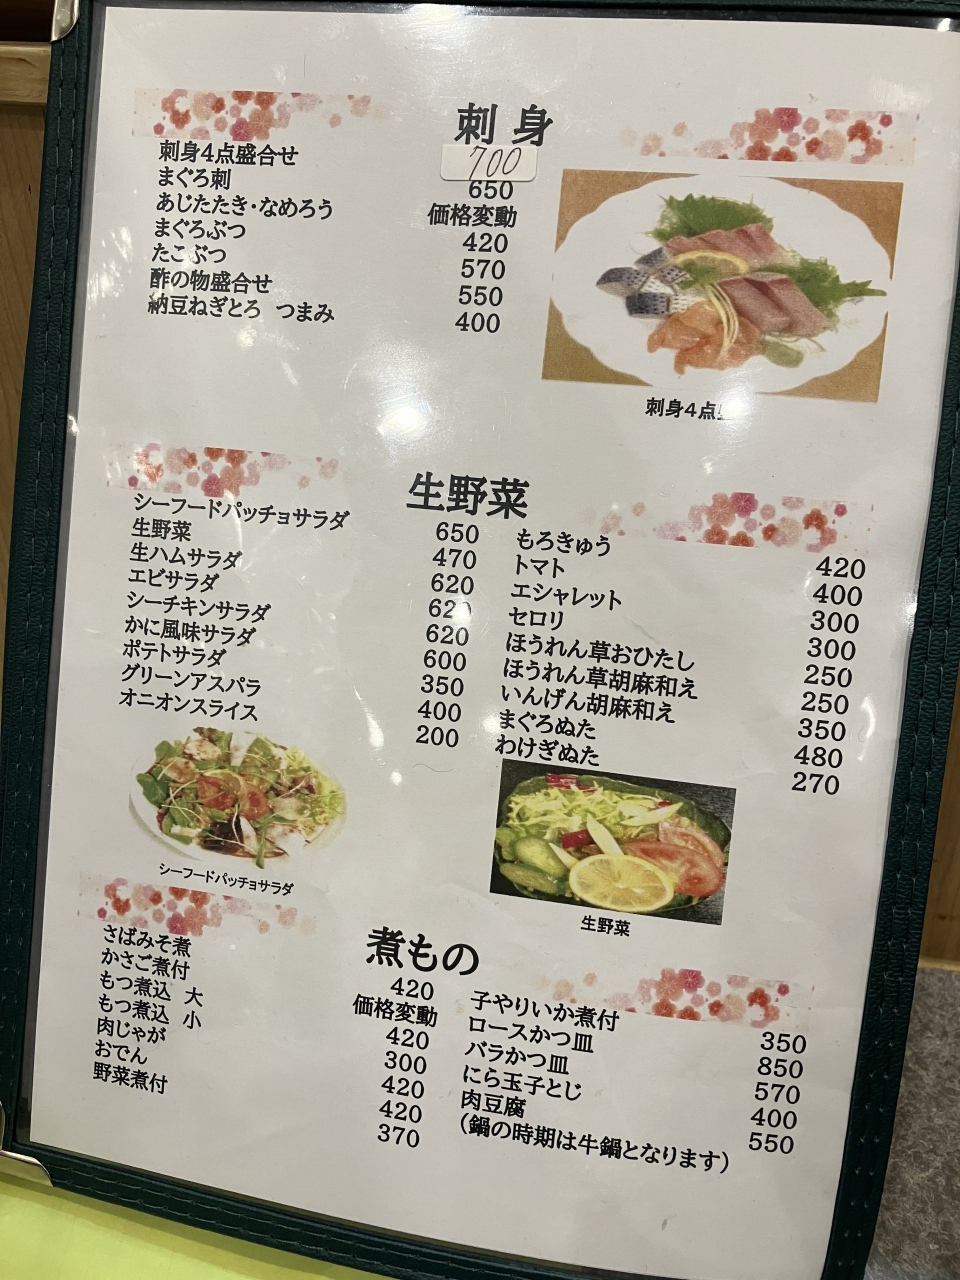 刺身
刺身4点盛合せ 700
まぐろ刺 650
あじたたき・なめろう 価格変動
まぐろぶつ 420
たこぶつ 570
酢の物盛合せ 550
納豆ねぎとろ つまみ 400
刺身4点
生野菜
シーフードパッチョサラダ 650
生野菜 470
生ハムサラダ 620
エビサラダ 620
シーチキンサラダ 620
かに風味サラダ 600
ポテトサラダ 350
グリーンアスパラ 400
オニオンスライス 200
もろきゅう 420
トマト 400
エシャレット 300
セロリ 300
ほうれん草おひたし 250
ほうれん草胡麻和え 250
いんげん胡麻和え 350
まぐろぬた 480
わけぎぬた 270
シーフードパッチョサラダ
生野菜
煮もの
さばみそ煮 420
かさご煮付 価格変動
もつ煮込 大 420
もつ煮込 小 300
肉じゃが 420
おでん 420
野菜煮付 370
子やりいか煮付 350
ロースかつ皿 850
バラかつ皿 570
にら玉子とじ 400
肉豆腐 550
(鍋の時期は牛鍋となります)